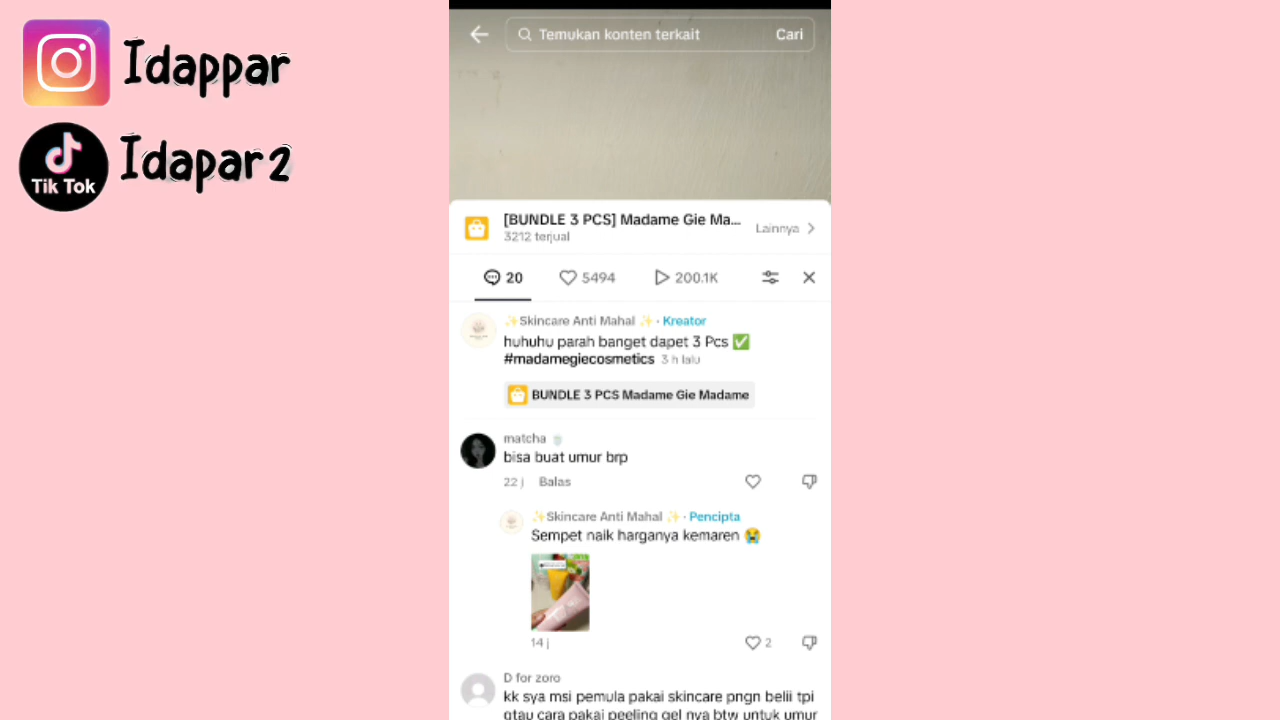 Idappar
Tik Tok
Idapar2
Temukan konten terkait
Cari
[BUNDLE 3 PCS] Madame Gie Ma...
Lainnya
3212 terjual
20
5494
200.1K
✨Skincare Anti Mahal ✨ · Kreator
huhuhu parah banget dapet 3 Pcs ✅
#madamegiecosmetics 3 h lalu
BUNDLE 3 PCS Madame Gie Madame
matcha 🍵
bisa buat umur brp
22 j Balas
✨Skincare Anti Mahal ✨ · Pencipta
Sempet naik harganya kemaren 😭
14 j
2
D for zoro
kk sya msi pemula pakai skincare pngn belii tpi
gtau cara pakai peeling gel nya btw untuk umur